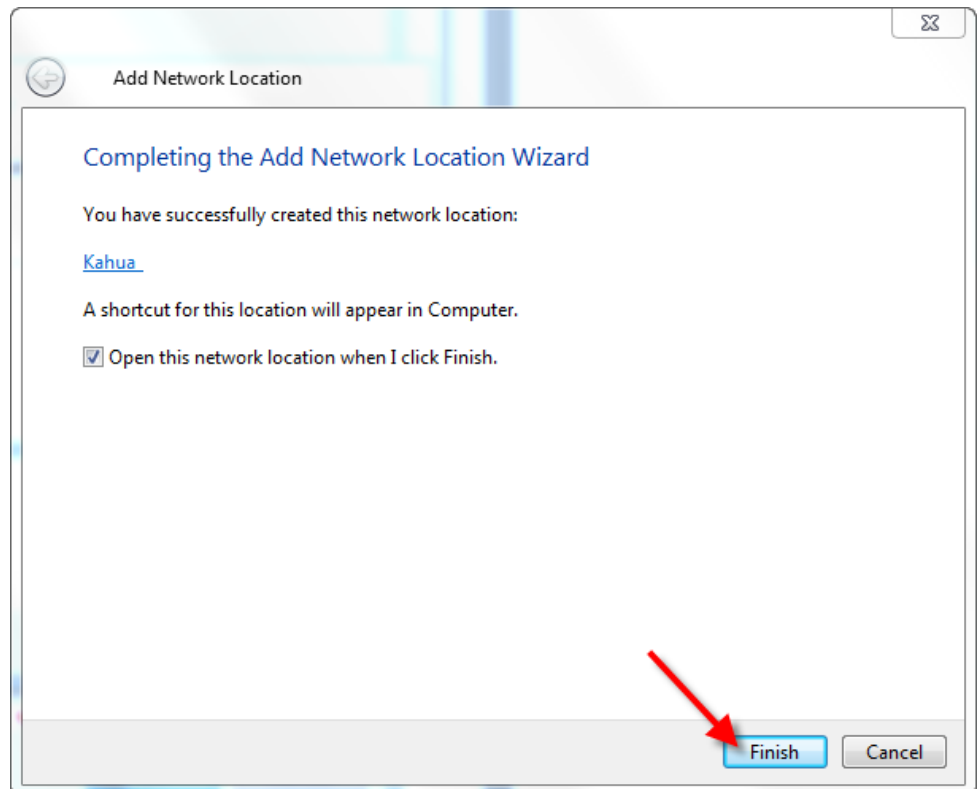 Add Network Location
Completing the Add Network Location Wizard
You have successfully created this network location:
Kahua
A shortcut for this location will appear in Computer.
Open this network location when I click Finish.
Finish
Cancel